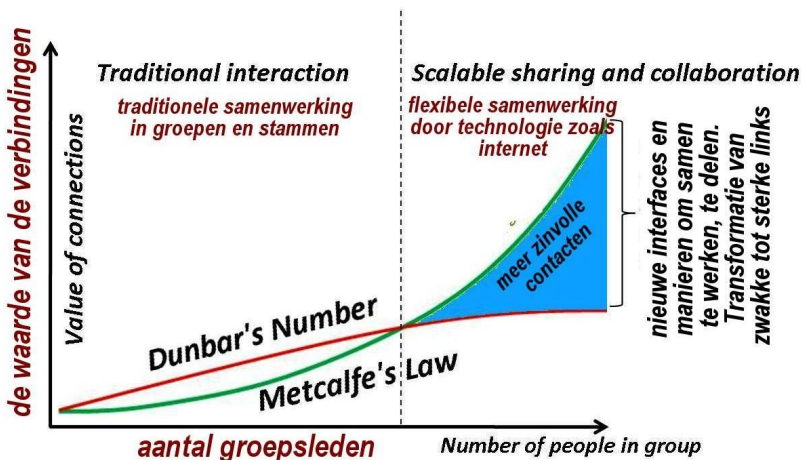 Traditional interaction
Scalable sharing and collaboration
traditionele samenwerking
in groepen en stammen
flexibele samenwerking
door technologie zoals
internet
de waarde van de verbindingen
Value of connections
Dunbar's Number
Metcalfe's Law
meer zinvolle
contacten
nieuwe interfaces en
manieren om samen
te werken, te delen.
Transformatie van
zwakke tot sterke links
aantal groepsleden
Number of people in group